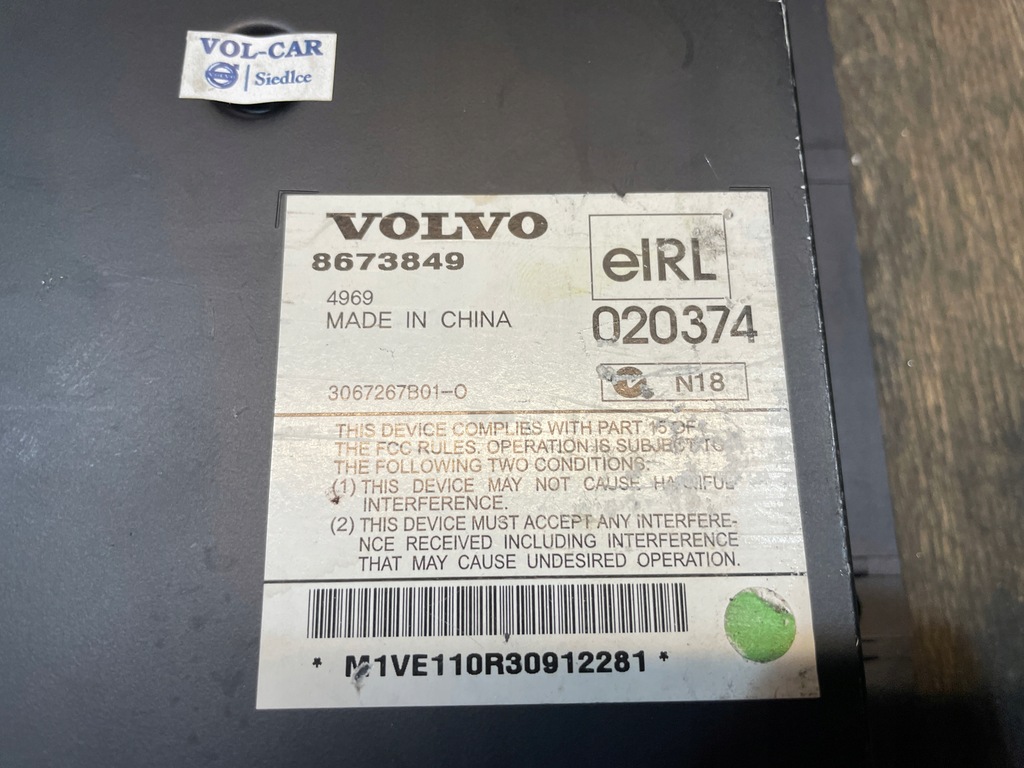 VOL-CAR
VOLVO
Siedlce
VOLVO
8673849
4969
MADE IN CHINA
3067267B01-O
eIRL
020374
N18
THIS DEVICE COMPLIES WITH PART 15 OF
THE FCC RULES. OPERATION IS SUBJECT TO
THE FOLLOWING TWO CONDITIONS:
(1) THIS DEVICE MAY NOT CAUSE HARMFUL
INTERFERENCE.
(2) THIS DEVICE MUST ACCEPT ANY INTERFERE-
NCE RECEIVED INCLUDING INTERFERENCE
THAT MAY CAUSE UNDESIRED OPERATION.
* M1VE110R30912281 *